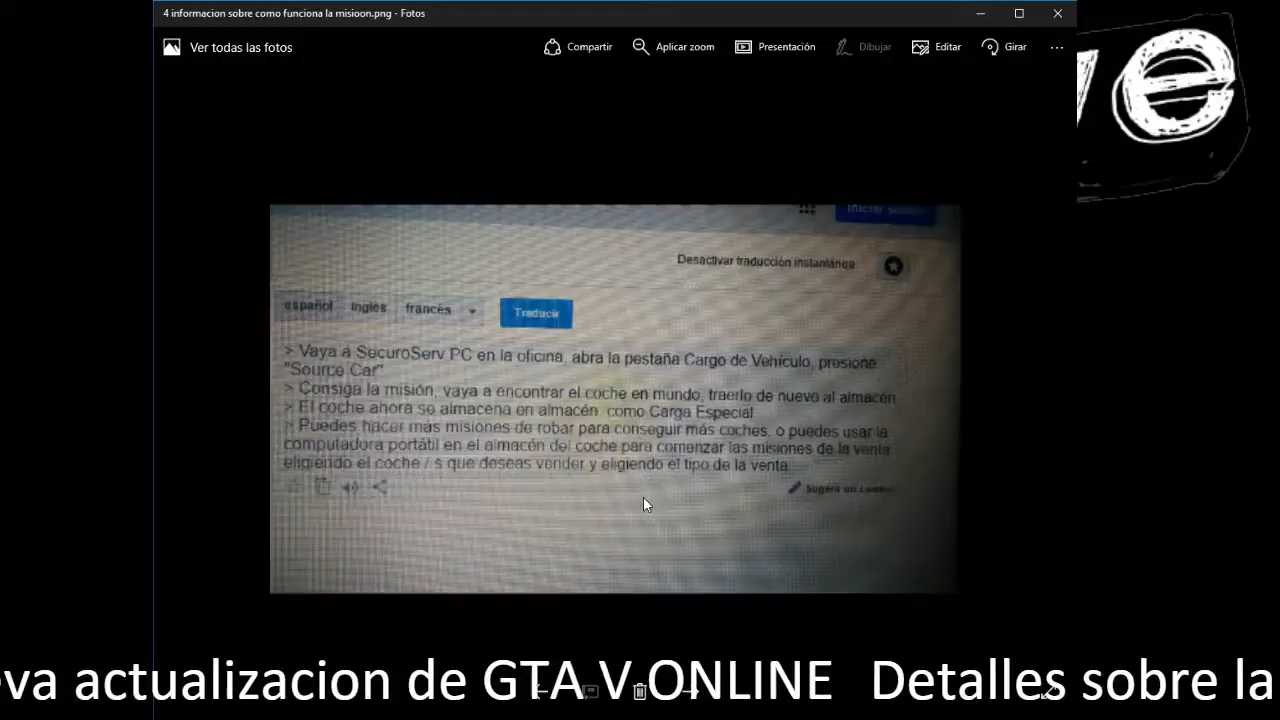 4 informacion sobre como funciona la misioon.png - Fotos
Ver todas las fotos
Compartir
Aplicar zoom
Presentación
Dibujar
Editar
Girar
e
Desactivar traducción instantánea
español inglés francés
Traducir
> Vaya a SecuroServ PC en la oficina, abra la pestaña Cargo de Vehículo, presione
"Source Car"
> Consiga la misión, vaya a encontrar el coche en mundo, traerlo de nuevo al almacén
> El coche ahora se almacena en almacén como Carga Especial
> Puedes hacer más misiones de robar para conseguir más coches, o puedes usar la
computadora portátil en el almacén del coche para comenzar las misiones de la venta
eligiendo el coche / s que deseas vender y eligiendo el tipo de la venta.
Sugerir un cambio
eva actualizacion de GTA V ONLINE Detalles sobre la